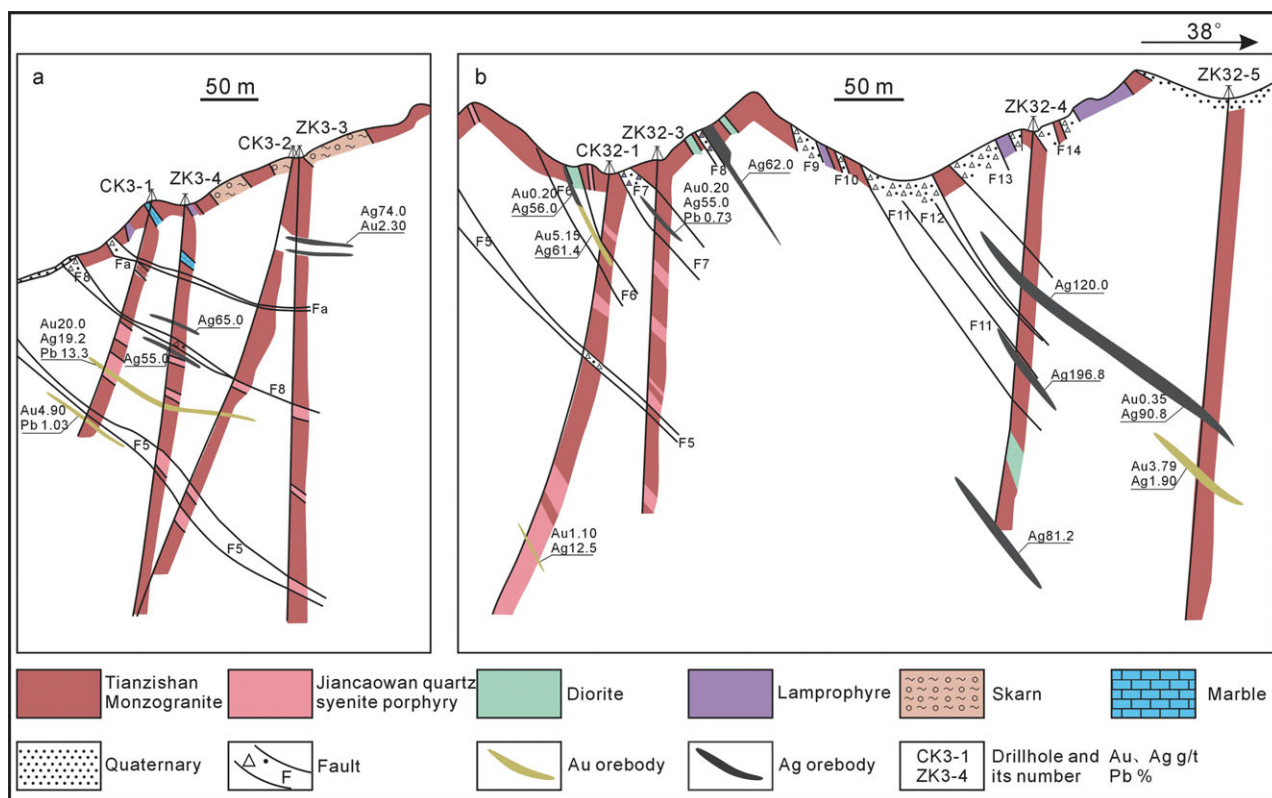 38°
a
50 m
CK3-1
ZK3-4
CK3-2
ZK3-3
Ag74.0
Au2.30
Fa
Fa
F8
Ag65.0
Au20.0
Ag19.2
Pb 13.3
Ag55.0
F8
Au4.90
Pb 1.03
F5
F5
b
50 m
CK32-1
ZK32-3
ZK32-4
ZK32-5
Au0.20
Ag56.0
F6
F7
F8
Ag62.0
Au0.20
Ag55.0
Pb 0.73
F9
F10
F11
F12
F13
F14
F5
Au5.15
Ag61.4
F6
F7
Ag120.0
F11
Ag196.8
F5
Au0.35
Ag90.8
Au3.79
Ag1.90
Au1.10
Ag12.5
Ag81.2
Tianzishan
Monzogranite
Jiancaowan quartz
syenite porphyry
Diorite
Lamprophyre
Skarn
Marble
Quaternary
F
Fault
Au orebody
Ag orebody
CK3-1
ZK3-4
Drillhole and
its number
Au、Ag g/t
Pb %